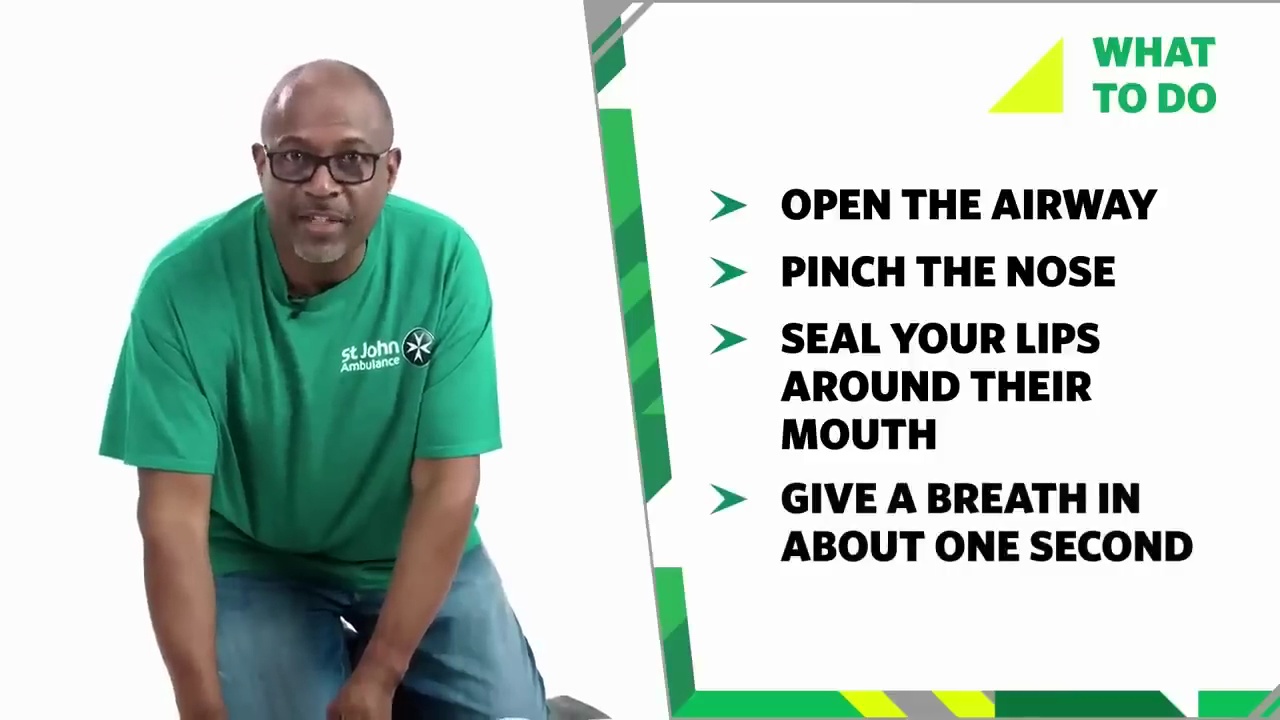 WHAT
TO DO
OPEN THE AIRWAY
PINCH THE NOSE
SEAL YOUR LIPS
AROUND THEIR
MOUTH
GIVE A BREATH IN
ABOUT ONE SECOND
St John
Ambulance